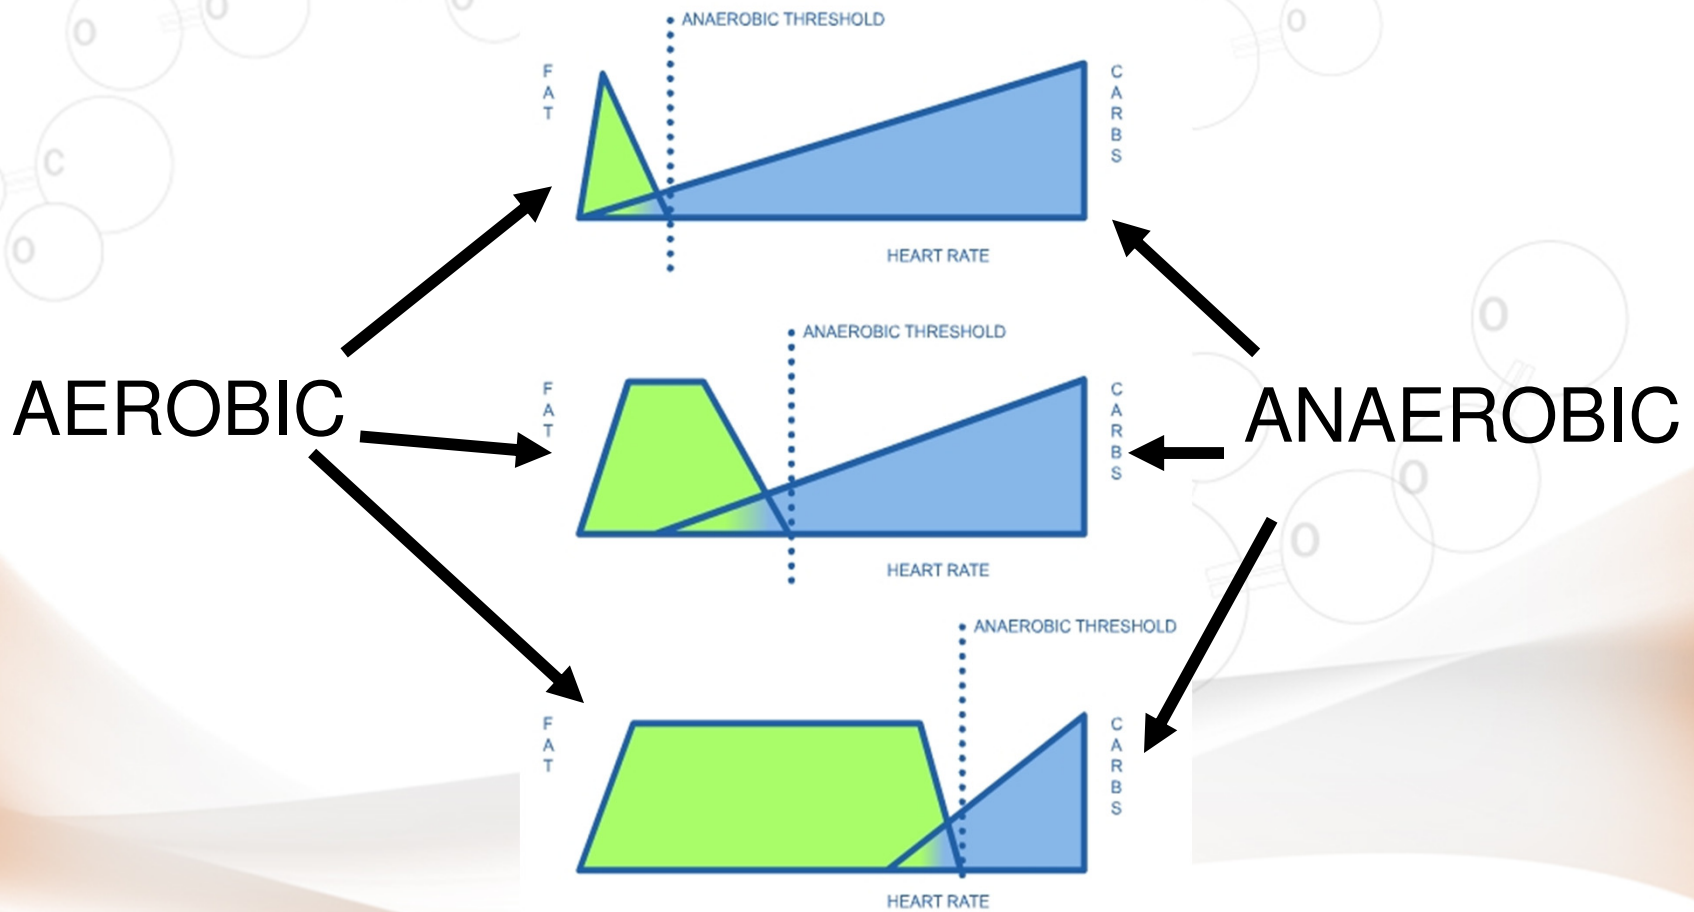 ANAEROBIC THRESHOLD
FAT
CARBS
HEART RATE
ANAEROBIC THRESHOLD
AEROBIC
FAT
CARBS
ANAEROBIC
HEART RATE
ANAEROBIC THRESHOLD
FAT
CARBS
HEART RATE
O
O
O
C
O
O
O
O
O